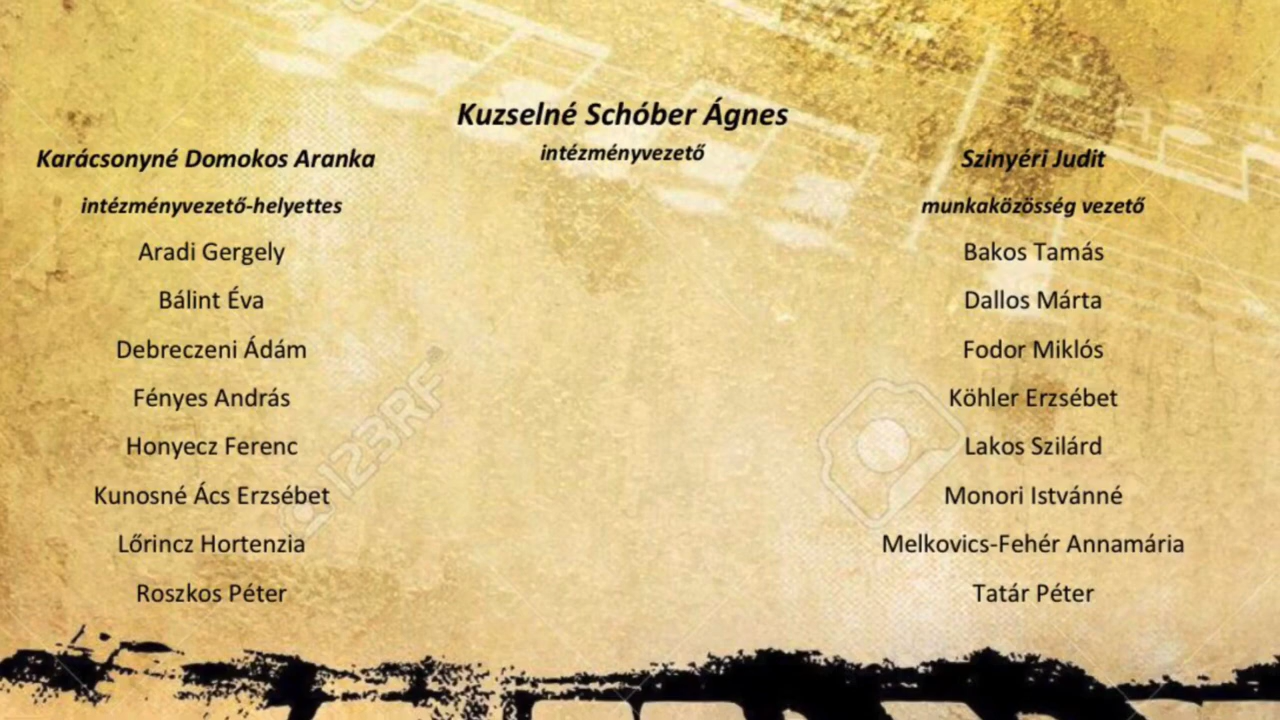 Kuzselné Schóber Ágnes
intézményvezető
Karácsonyné Domokos Aranka
intézményvezető-helyettes
Aradi Gergely
Bálint Éva
Debreczeni Ádám
Fényes András
Honyecz Ferenc
Kunosné Ács Erzsébet
Lőrincz Hortenzia
Roszkos Péter
Szinyéri Judit
munkaközösség vezető
Bakos Tamás
Dallos Márta
Fodor Miklós
Köhler Erzsébet
Lakos Szilárd
Monori Istvánné
Melkovics-Fehér Annamária
Tatár Péter
123RF